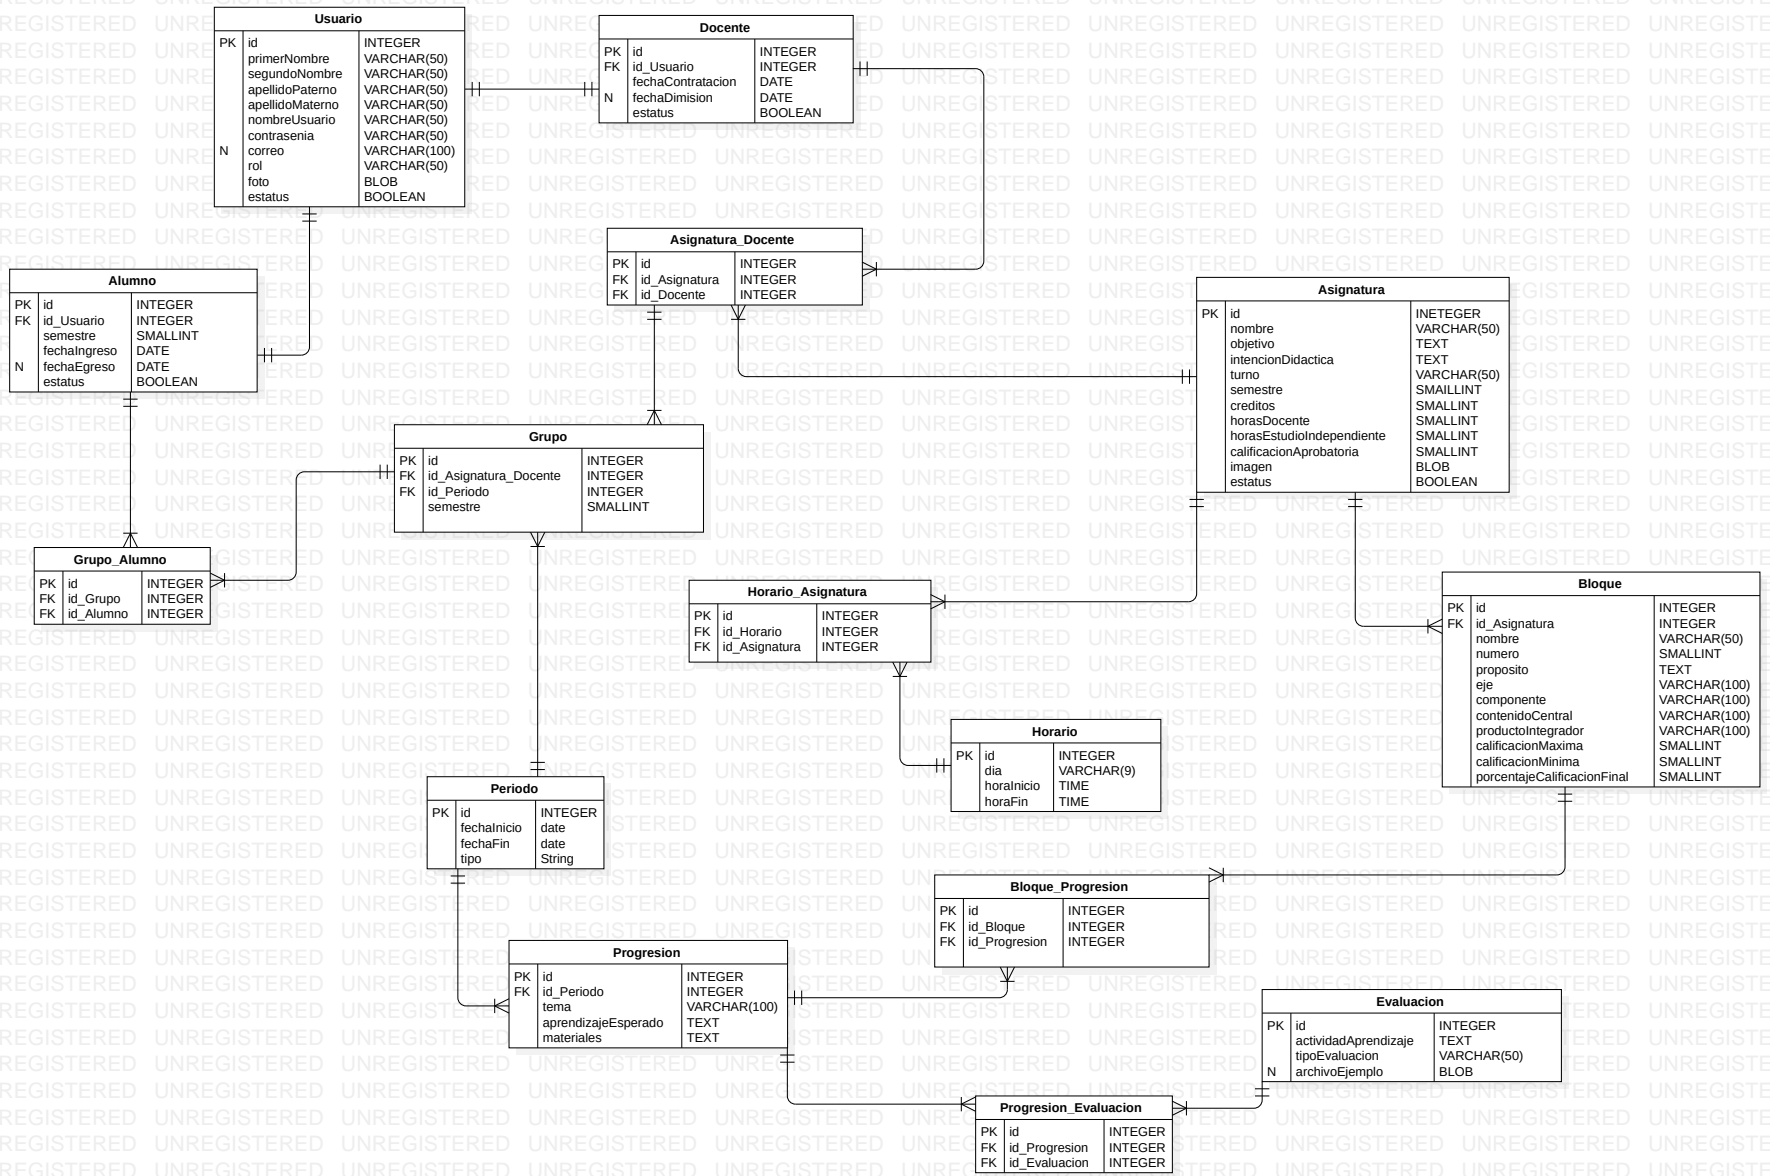 Usuario
PK id INTEGER
primerNombre VARCHAR(50)
segundoNombre VARCHAR(50)
apellidoPaterno VARCHAR(50)
apellidoMaterno VARCHAR(50)
nombreUsuario VARCHAR(50)
contrasenia VARCHAR(50)
N correo VARCHAR(100)
rol VARCHAR(50)
foto BLOB
estatus BOOLEAN
Docente
PK id INTEGER
FK id_Usuario INTEGER
fechaContratacion DATE
N fechaDimision DATE
estatus BOOLEAN
Asignatura_Docente
PK id INTEGER
FK id_Asignatura INTEGER
FK id_Docente INTEGER
Alumno
PK id INTEGER
FK id_Usuario INTEGER
semestre SMALLINT
fechaIngreso DATE
N fechaEgreso DATE
estatus BOOLEAN
Asignatura
PK id INETEGER
nombre VARCHAR(50)
objetivo TEXT
intencionDidactica TEXT
turno VARCHAR(50)
semestre SMAILLINT
creditos SMALLINT
horasDocente SMALLINT
horasEstudioIndependiente SMALLINT
calificacionAprobatoria SMALLINT
imagen BLOB
estatus BOOLEAN
Grupo
PK id INTEGER
FK id_Asignatura_Docente INTEGER
FK id_Periodo INTEGER
semestre SMALLINT
Grupo_Alumno
PK id INTEGER
FK id_Grupo INTEGER
FK id_Alumno INTEGER
Horario_Asignatura
PK id INTEGER
FK id_Horario INTEGER
FK id_Asignatura INTEGER
Bloque
PK id INTEGER
FK id_Asignatura INTEGER
nombre VARCHAR(50)
numero SMALLINT
proposito TEXT
eje VARCHAR(100)
componente VARCHAR(100)
contenidoCentral VARCHAR(100)
productoIntegrador VARCHAR(100)
calificacionMaxima SMALLINT
calificacionMinima SMALLINT
porcentajeCalificacionFinal SMALLINT
Horario
PK id INTEGER
dia VARCHAR(9)
horaInicio TIME
horaFin TIME
Periodo
PK id INTEGER
fechaInicio date
fechaFin date
tipo String
Bloque_Progresion
PK id INTEGER
FK id_Bloque INTEGER
FK id_Progresion INTEGER
Progresion
PK id INTEGER
FK id_Periodo INTEGER
tema VARCHAR(100)
aprendizajeEsperado TEXT
materiales TEXT
Evaluacion
PK id INTEGER
actividadAprendizaje TEXT
tipoEvaluacion VARCHAR(50)
N archivoEjemplo BLOB
Progresion_Evaluacion
PK id INTEGER
FK id_Progresion INTEGER
FK id_Evaluacion INTEGER
UNREGISTERED